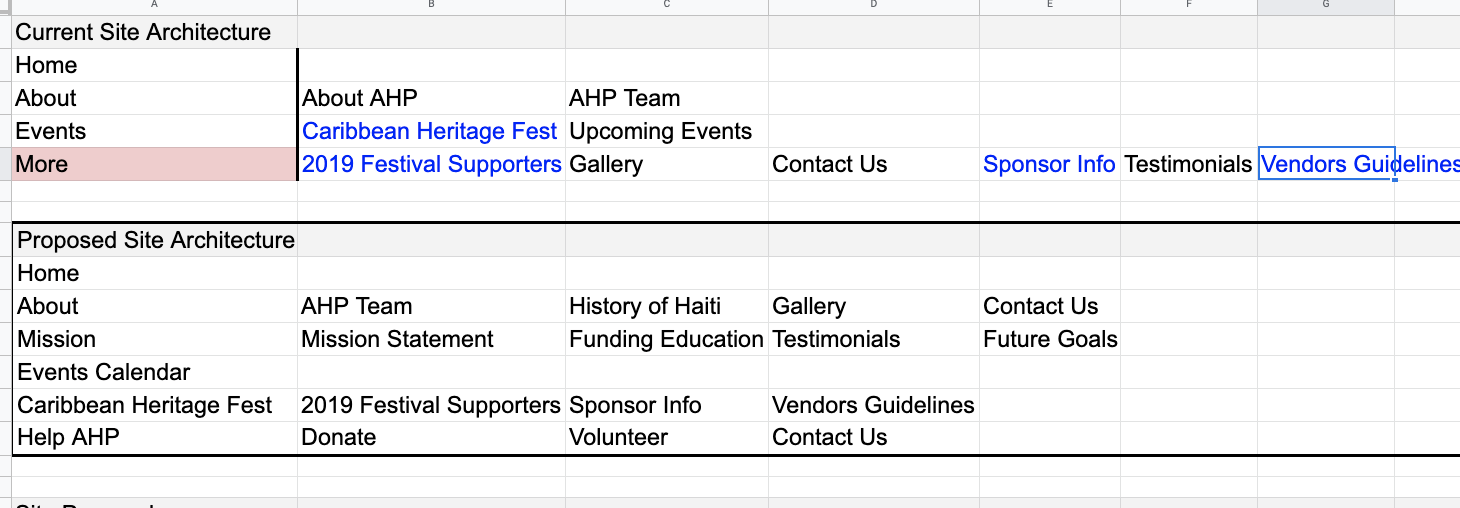 A B C D E F G
Current Site Architecture
Home
About About AHP AHP Team
Events Caribbean Heritage Fest Upcoming Events
More 2019 Festival Supporters Gallery Contact Us Sponsor Info Testimonials Vendors Guidelines
Proposed Site Architecture
Home
About AHP Team History of Haiti Gallery Contact Us
Mission Mission Statement Funding Education Testimonials Future Goals
Events Calendar
Caribbean Heritage Fest 2019 Festival Supporters Sponsor Info Vendors Guidelines
Help AHP Donate Volunteer Contact Us